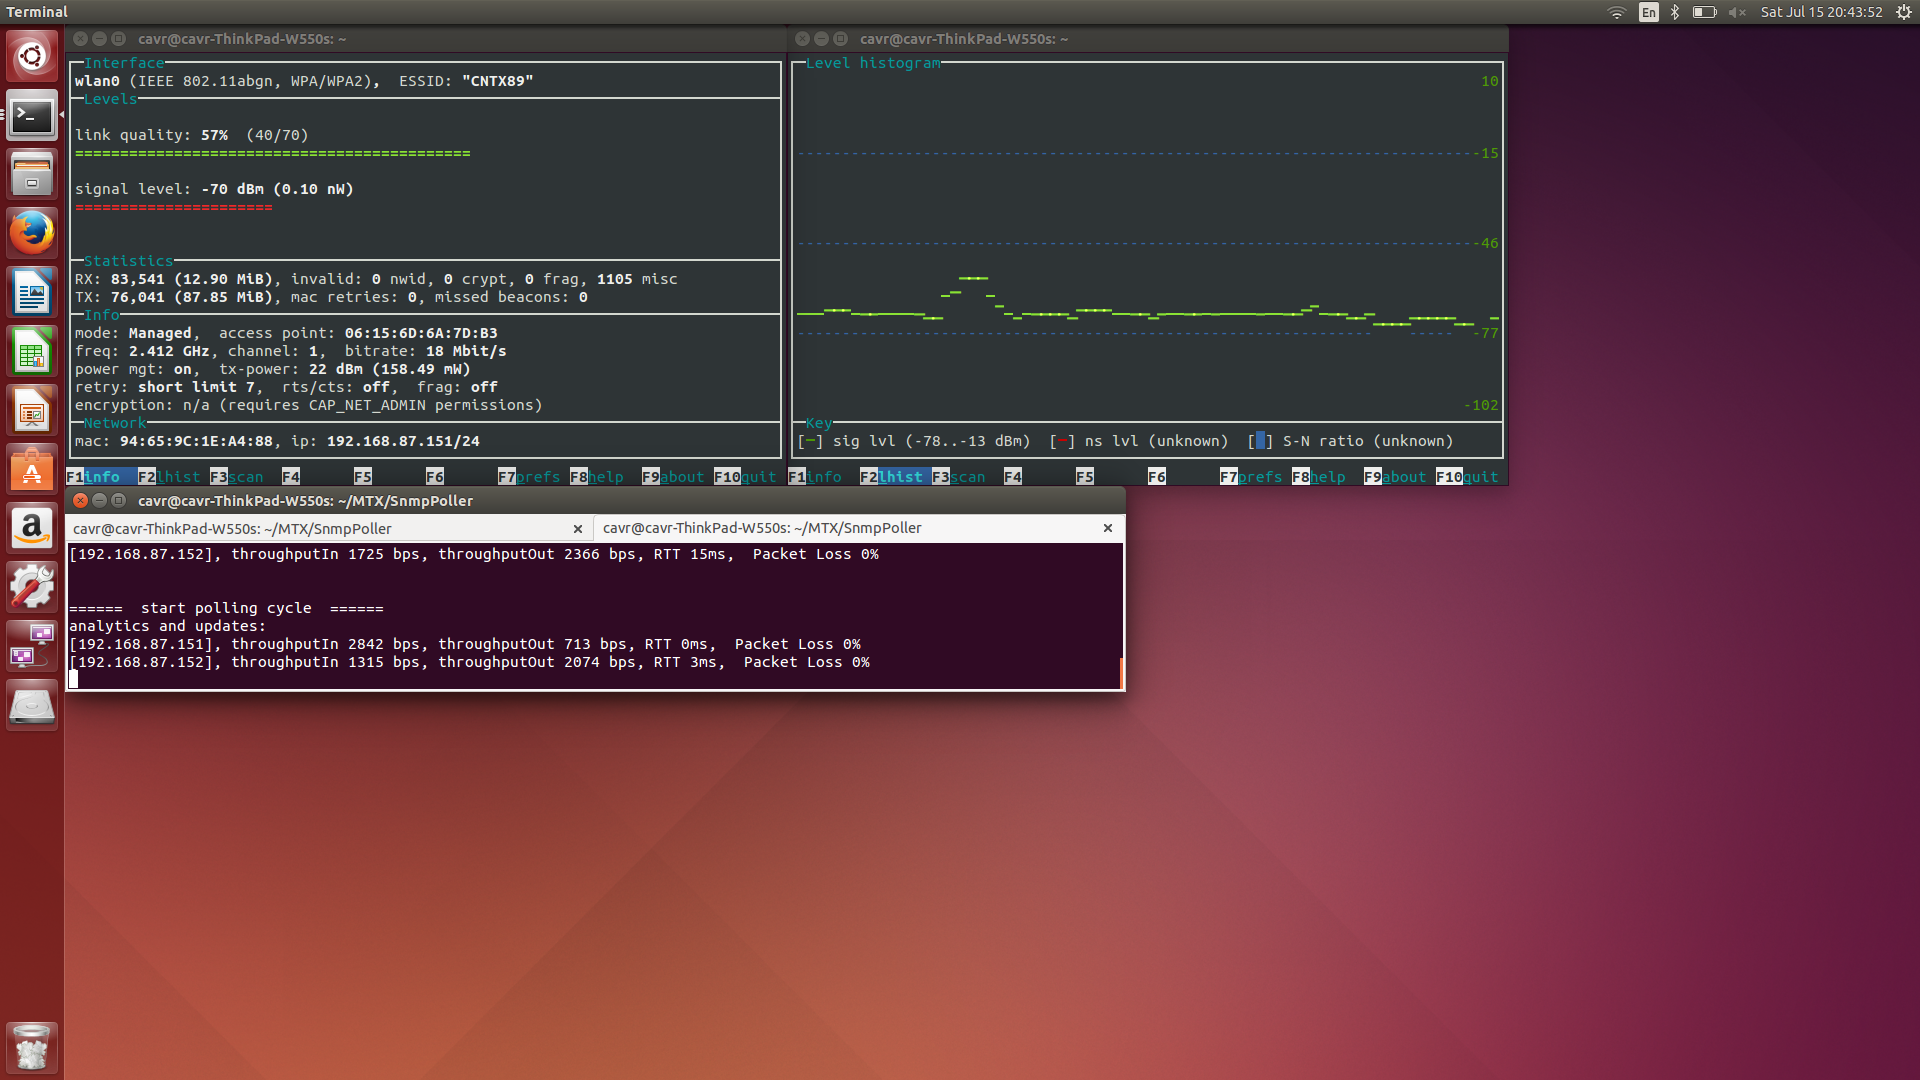 Terminal
En
Sat Jul 15 20:43:52
cavr@cavr-ThinkPad-W550s: ~
Interface
wlan0 (IEEE 802.11abgn, WPA/WPA2),  ESSID: "CNTX89"
Levels
link quality: 57%  (40/70)
============================================
signal level: -70 dBm (0.10 nW)
======================
Statistics
RX: 83,541 (12.90 MiB), invalid: 0 nwid, 0 crypt, 0 frag, 1105 misc
TX: 76,041 (87.85 MiB), mac retries: 0, missed beacons: 0
Info
mode: Managed,  access point: 06:15:6D:6A:7D:B3
freq: 2.412 GHz, channel: 1,  bitrate: 18 Mbit/s
power mgt: on,  tx-power: 22 dBm (158.49 mW)
retry: short limit 7,  rts/cts: off,  frag: off
encryption: n/a (requires CAP_NET_ADMIN permissions)
Network
mac: 94:65:9C:1E:A4:88, ip: 192.168.87.151/24
F1info F2lhist F3scan F4 F5 F6 F7prefs F8help F9about F10quit
cavr@cavr-ThinkPad-W550s: ~
Level histogram
10
-15
-46
-77
-102
Key
[─] sig lvl (-78..-13 dBm)  [─] ns lvl (unknown)  [ ] S-N ratio (unknown)
F1info F2lhist F3scan F4 F5 F6 F7prefs F8help F9about F10quit
cavr@cavr-ThinkPad-W550s: ~/MTX/SnmpPoller
cavr@cavr-ThinkPad-W550s: ~/MTX/SnmpPoller
cavr@cavr-ThinkPad-W550s: ~/MTX/SnmpPoller
[192.168.87.152], throughputIn 1725 bps, throughputOut 2366 bps, RTT 15ms,  Packet Loss 0%
======  start polling cycle  ======
analytics and updates:
[192.168.87.151], throughputIn 2842 bps, throughputOut 713 bps, RTT 0ms,  Packet Loss 0%
[192.168.87.152], throughputIn 1315 bps, throughputOut 2074 bps, RTT 3ms,  Packet Loss 0%